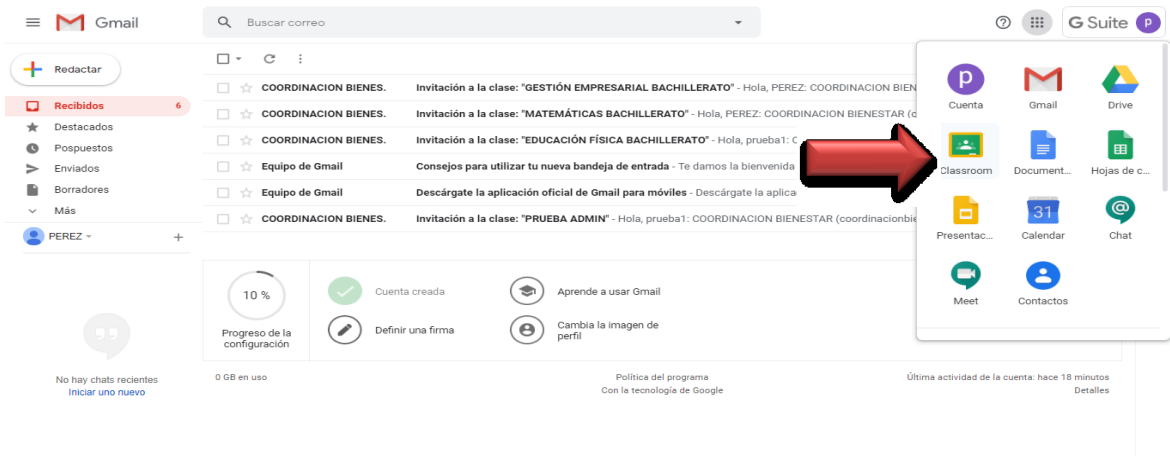 Gmail
Buscar correo
G Suite
p
Redactar
Recibidos 6
Destacados
Pospuestos
Enviados
Borradores
Más
PEREZ
No hay chats recientes
Iniciar uno nuevo
COORDINACION BIENES. Invitación a la clase: "GESTIÓN EMPRESARIAL BACHILLERATO" - Hola, PEREZ: COORDINACION BIEN
COORDINACION BIENES. Invitación a la clase: "MATEMÁTICAS BACHILLERATO" - Hola, PEREZ: COORDINACION BIENESTAR (c
COORDINACION BIENES. Invitación a la clase: "EDUCACIÓN FÍSICA BACHILLERATO" - Hola, prueba1: C
Equipo de Gmail Consejos para utilizar tu nueva bandeja de entrada - Te damos la bienvenida
Equipo de Gmail Descárgate la aplicación oficial de Gmail para móviles - Descárgate la aplica
COORDINACION BIENES. Invitación a la clase: "PRUEBA ADMIN" - Hola, prueba1: COORDINACION BIENESTAR (coordinacionbie
10 %
Progreso de la
configuración
Cuenta creada
Aprende a usar Gmail
Definir una firma
Cambia la imagen de
perfil
0 GB en uso
Política del programa
Con la tecnología de Google
Última actividad de la cuenta: hace 18 minutos
Detalles
p
Cuenta Gmail Drive
Classroom Document... Hojas de c...
31
Presentac... Calendar Chat
Meet Contactos